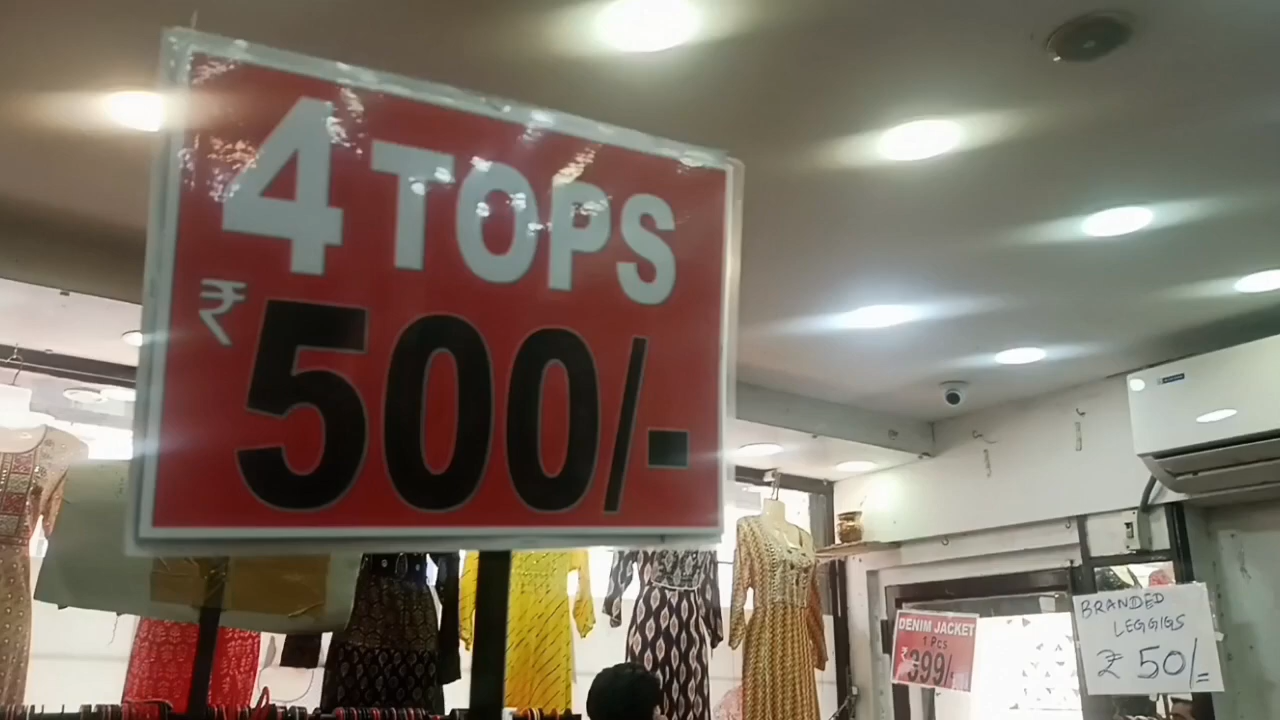 4 TOPS
₹500/-
DENIM JACKET
1 Pcs
₹399/-
BRANDED
LEGGIGS
₹50/=